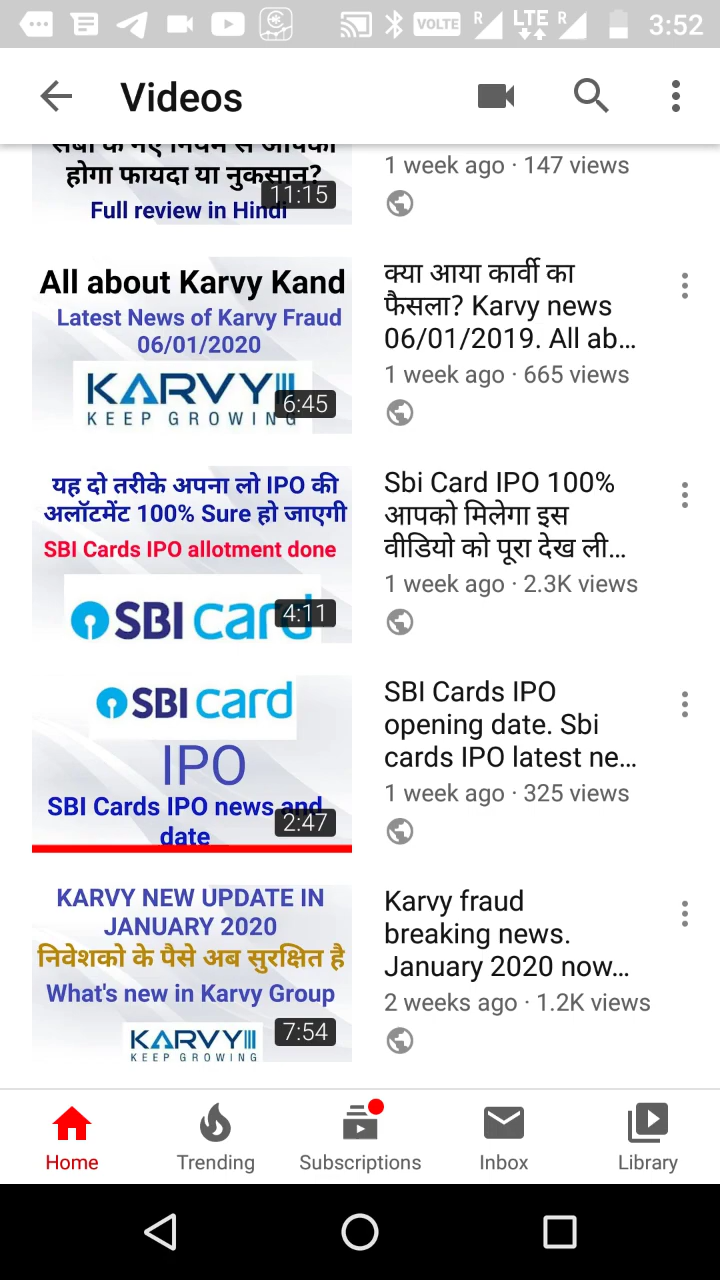 VOLTE
R
LTE
R
3:52
Videos
सेबी के नए नियम से आपका
होगा फायदा या नुकसान?
Full review in Hindi
11:15
1 week ago · 147 views
All about Karvy Kand
Latest News of Karvy Fraud
06/01/2020
KARVY
KEEP GROWING
6:45
क्या आया कार्वी का
फैसला? Karvy news
06/01/2019. All ab...
1 week ago · 665 views
यह दो तरीके अपना लो IPO की
अलॉटमेंट 100% Sure हो जाएगी
SBI Cards IPO allotment done
SBI card
4:11
Sbi Card IPO 100%
आपको मिलेगा इस
वीडियो को पूरा देख ली...
1 week ago · 2.3K views
SBI card
IPO
SBI Cards IPO news and
date
2:47
SBI Cards IPO
opening date. Sbi
cards IPO latest ne...
1 week ago · 325 views
KARVY NEW UPDATE IN
JANUARY 2020
निवेशको के पैसे अब सुरक्षित है
What's new in Karvy Group
KARVY
KEEP GROWING
7:54
Karvy fraud
breaking news.
January 2020 now...
2 weeks ago · 1.2K views
Home
Trending
Subscriptions
Inbox
Library